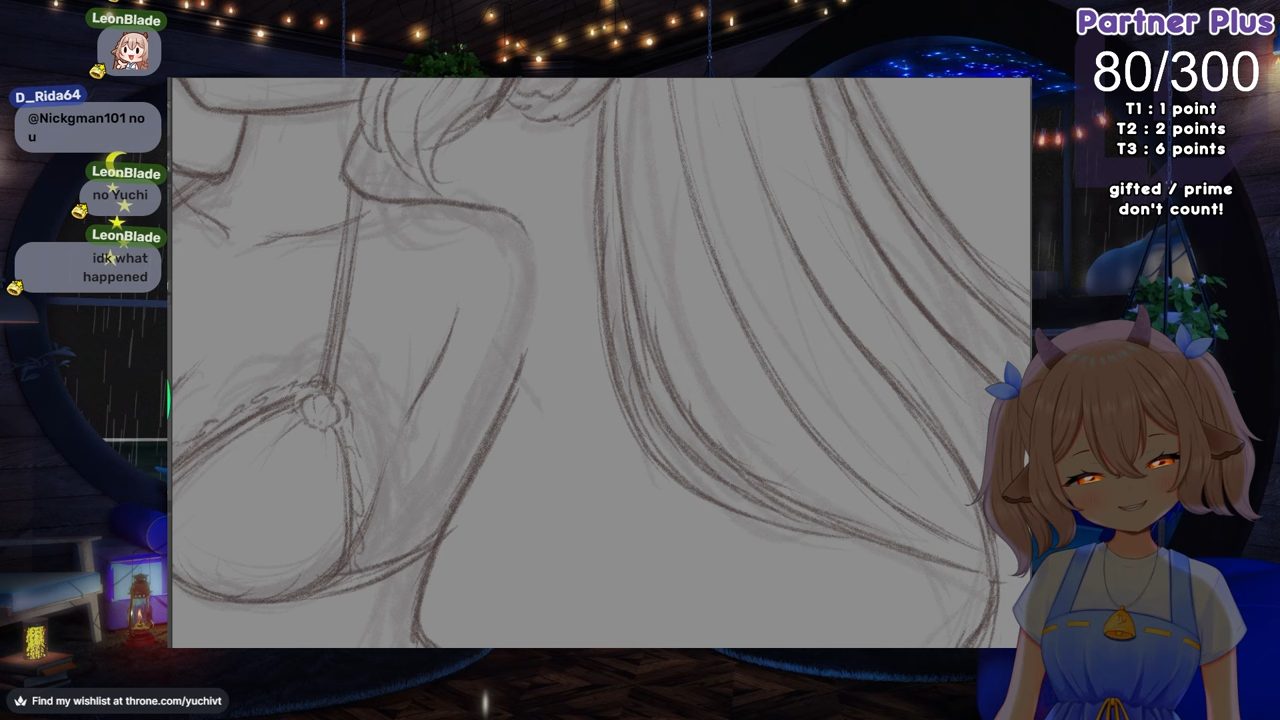 LeonBlade
D_Rida64
@Nickgman101 no
u
LeonBlade
no Yuchi
LeonBlade
idk what
happened
Partner Plus
80/300
T1 : 1 point
T2 : 2 points
T3 : 6 points
gifted / prime
don't count!
Find my wishlist at throne.com/yuchivt